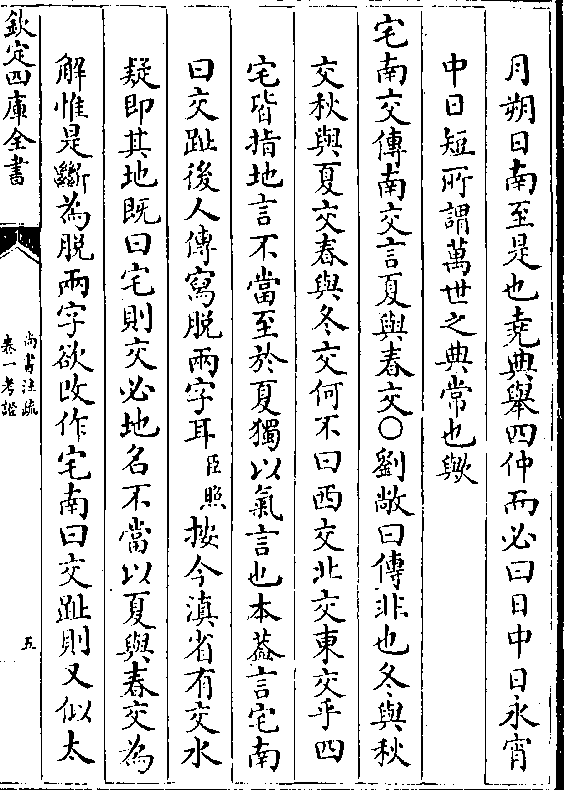 月朔日南至是也堯典舉四仲而必曰日中日永宵
中日短所謂萬世之典常也歟
宅南交傳南交言夏與春交○劉敞曰傳非也冬與秋
交秋與夏交春與冬交何不曰西交北交東交乎四
宅皆指地言不當至於夏獨以氣言也本葢言宅南
曰交趾後人傳寫脱兩字耳臣照按今滇省有交水
疑即其地既曰宅則交必地名不當以夏與春交為
解惟是斷為脱兩字欲改作宅南曰交趾則又似太
欽定四庫全書
尚書注疏
卷一考證
五